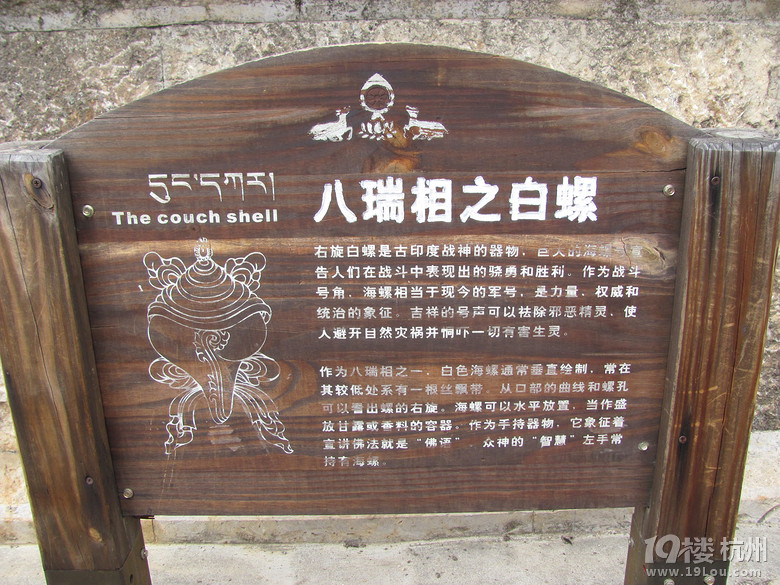 དུང་དཀར།
The couch shell
八瑞相之白螺
右旋白螺是古印度战神的器物,巨大的海
告人们在战斗中表现出的骁勇和胜利。作为战斗
号角,海螺相当于现今的军号,是力量、权威和
统治的象征。吉祥的号声可以祛除邪恶精灵、使
人避开自然灾祸并恫吓一切有害生灵。
作为八瑞相之一,白色海螺通常垂直绘制,常在
其较低处系有一根丝飘带。从口部的曲线和螺孔
可以看出螺的右旋。海螺可以水平放置,当作盛
放甘露或香料的容器。作为手持器物,它象征着
宣讲佛法就是“佛语”。众神的“智慧”左手常
持有海螺。
19楼 杭州
www.19lou.com